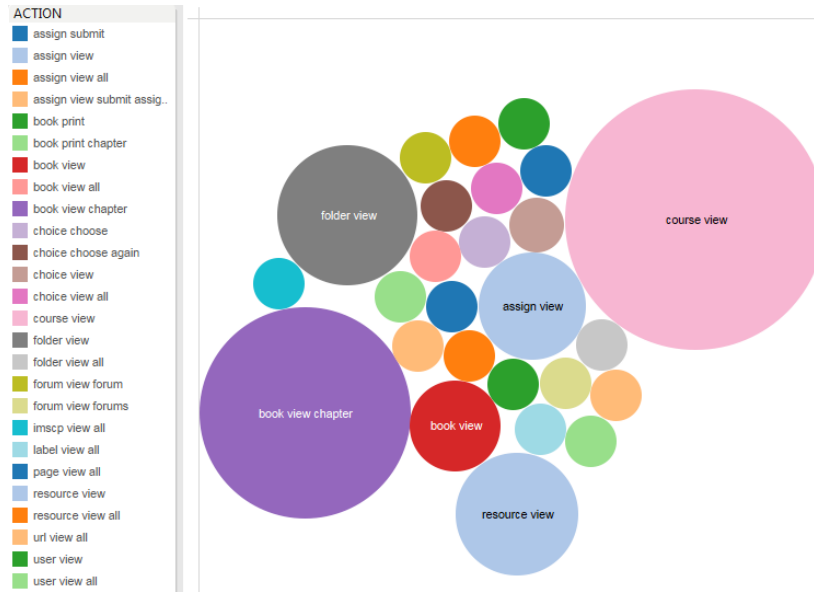 ACTION
assign submit
assign view
assign view all
assign view submit assig..
book print
book print chapter
book view
book view all
book view chapter
choice choose
choice choose again
choice view
choice view all
course view
folder view
folder view all
forum view forum
forum view forums
imscp view all
label view all
page view all
resource view
resource view all
url view all
user view
user view all
folder view
course view
assign view
book view chapter
book view
resource view